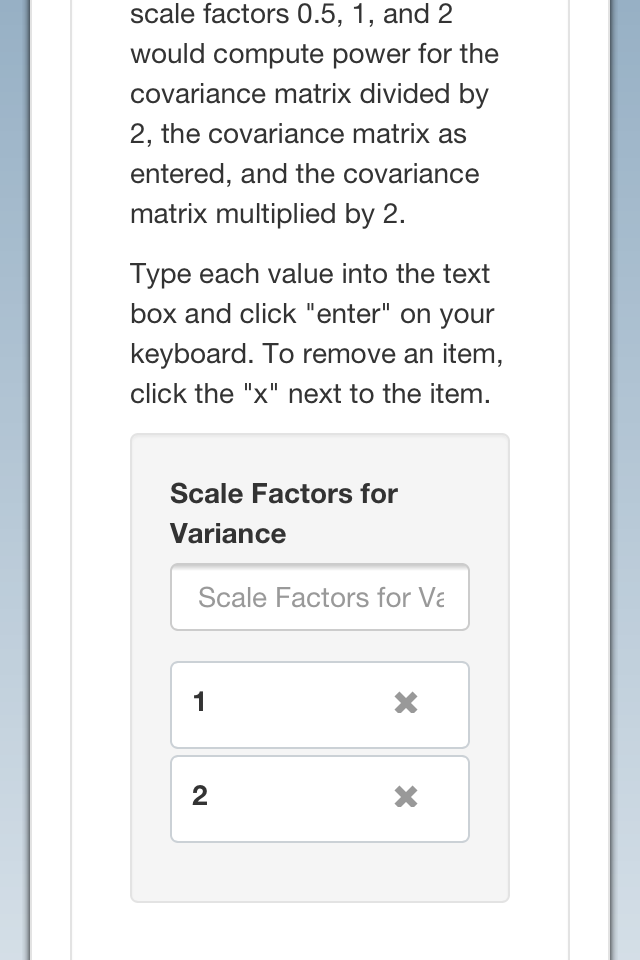 scale factors 0.5, 1, and 2
would compute power for the
covariance matrix divided by
2, the covariance matrix as
entered, and the covariance
matrix multiplied by 2.
Type each value into the text
box and click "enter" on your
keyboard. To remove an item,
click the "x" next to the item.
Scale Factors for
Variance
Scale Factors for Va
1
2